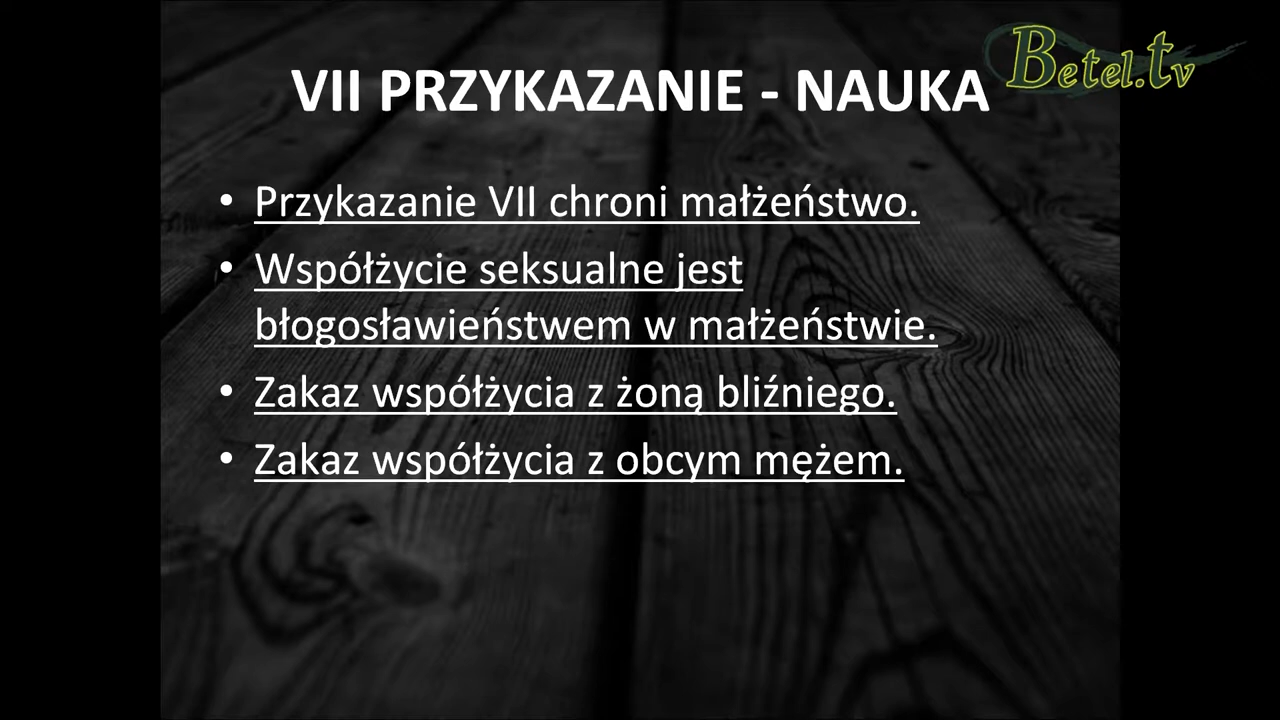 Betel.tv
VII PRZYKAZANIE - NAUKA
• Przykazanie VII chroni małżeństwo.
• Współżycie seksualne jest
błogosławieństwem w małżeństwie.
• Zakaz współżycia z żoną bliźniego.
• Zakaz współżycia z obcym mężem.